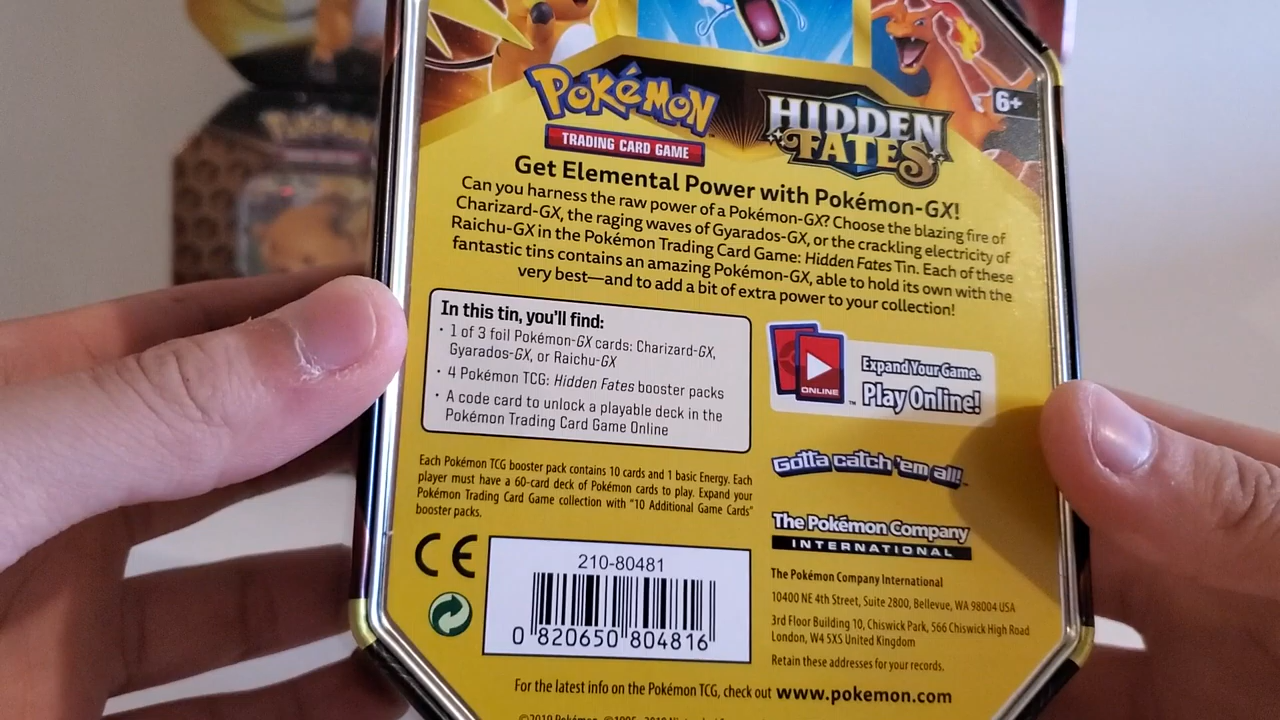 POKéMON
TRADING CARD GAME
HIDDEN
FATES
6+
Get Elemental Power with Pokémon-GX!
Can you harness the raw power of a Pokémon-GX? Choose the blazing fire of
Charizard-GX, the raging waves of Gyarados-GX, or the crackling electricity of
Raichu-GX in the Pokémon Trading Card Game: Hidden Fates Tin. Each of these
fantastic tins contains an amazing Pokémon-GX, able to hold its own with the
very best—and to add a bit of extra power to your collection!
In this tin, you'll find:
• 1 of 3 foil Pokémon-GX cards: Charizard-GX,
Gyarados-GX, or Raichu-GX
• 4 Pokémon TCG: Hidden Fates booster packs
• A code card to unlock a playable deck in the
Pokémon Trading Card Game Online
ONLINE
™
Expand Your Game.
Play Online!
Gotta catch 'em all!
Each Pokémon TCG booster pack contains 10 cards and 1 basic Energy. Each
player must have a 60-card deck of Pokémon cards to play. Expand your
Pokémon Trading Card Game collection with "10 Additional Game Cards"
booster packs.
The Pokémon Company
INTERNATIONAL
CE
210-80481
0 820650 804816
The Pokémon Company International
10400 NE 4th Street, Suite 2800, Bellevue, WA 98004 USA
3rd Floor Building 10, Chiswick Park, 566 Chiswick High Road
London, W4 5XS United Kingdom
Retain these addresses for your records.
For the latest info on the Pokémon TCG, check out www.pokemon.com
©2019 Pokémon.